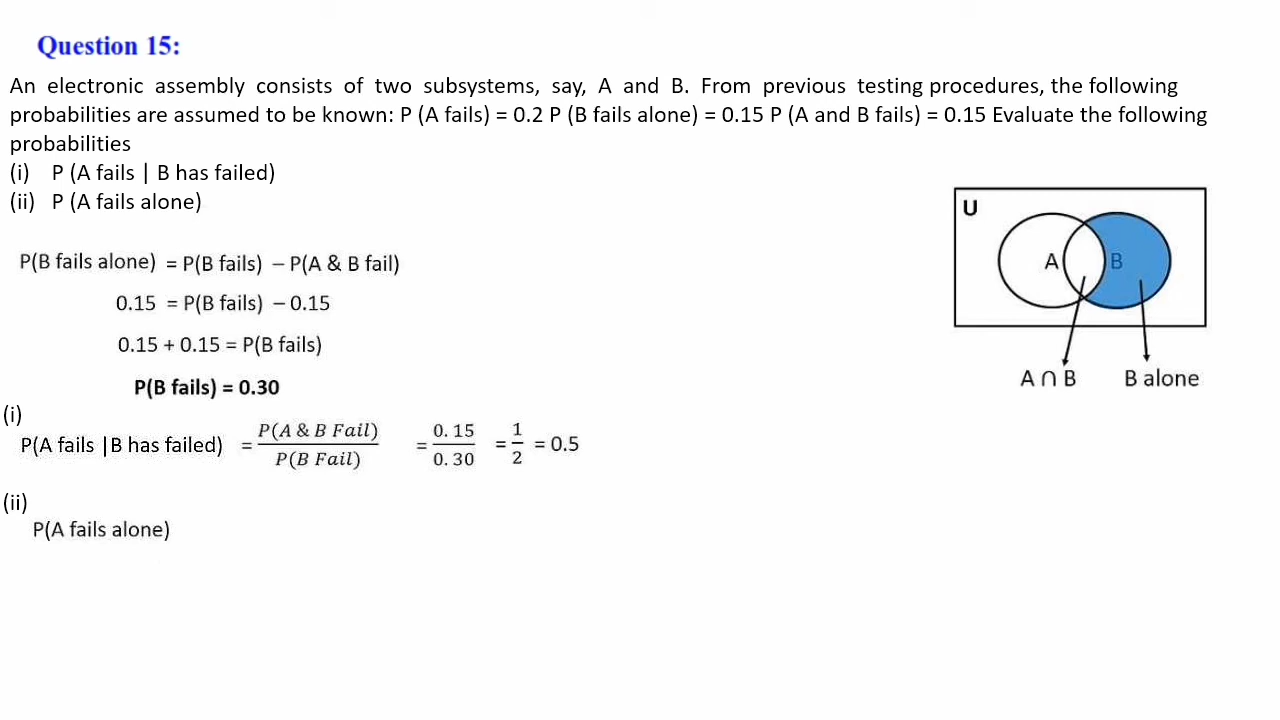 Question 15:
An electronic assembly consists of two subsystems, say, A and B. From previous testing procedures, the following
probabilities are assumed to be known: P (A fails) = 0.2 P (B fails alone) = 0.15 P (A and B fails) = 0.15 Evaluate the following
probabilities
(i) P (A fails | B has failed)
(ii) P (A fails alone)
U
A
B
A ∩ B
B alone
P(B fails alone) = P(B fails) − P(A & B fail)
0.15 = P(B fails) − 0.15
0.15 + 0.15 = P(B fails)
P(B fails) = 0.30
(i)
P(A fails |B has failed) = P(A & B Fail) / P(B Fail) = 0.15 / 0.30 = 1/2 = 0.5
(ii)
P(A fails alone)